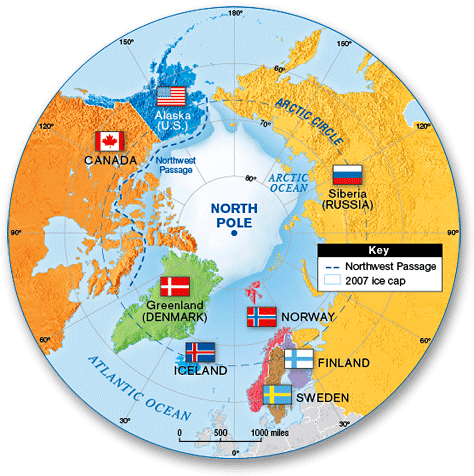 180°
150°
150°
60°
120°
120°
70°
80°
Alaska
(U.S.)
ARCTIC CIRCLE
CANADA
Northwest
Passage
ARCTIC
OCEAN
Siberia
(RUSSIA)
NORTH
POLE
90°
90°
Key
Northwest Passage
2007 ice cap
Greenland
(DENMARK)
NORWAY
60°
60°
ICELAND
FINLAND
SWEDEN
ATLANTIC OCEAN
30°
30°
0 500 1000 miles
0°